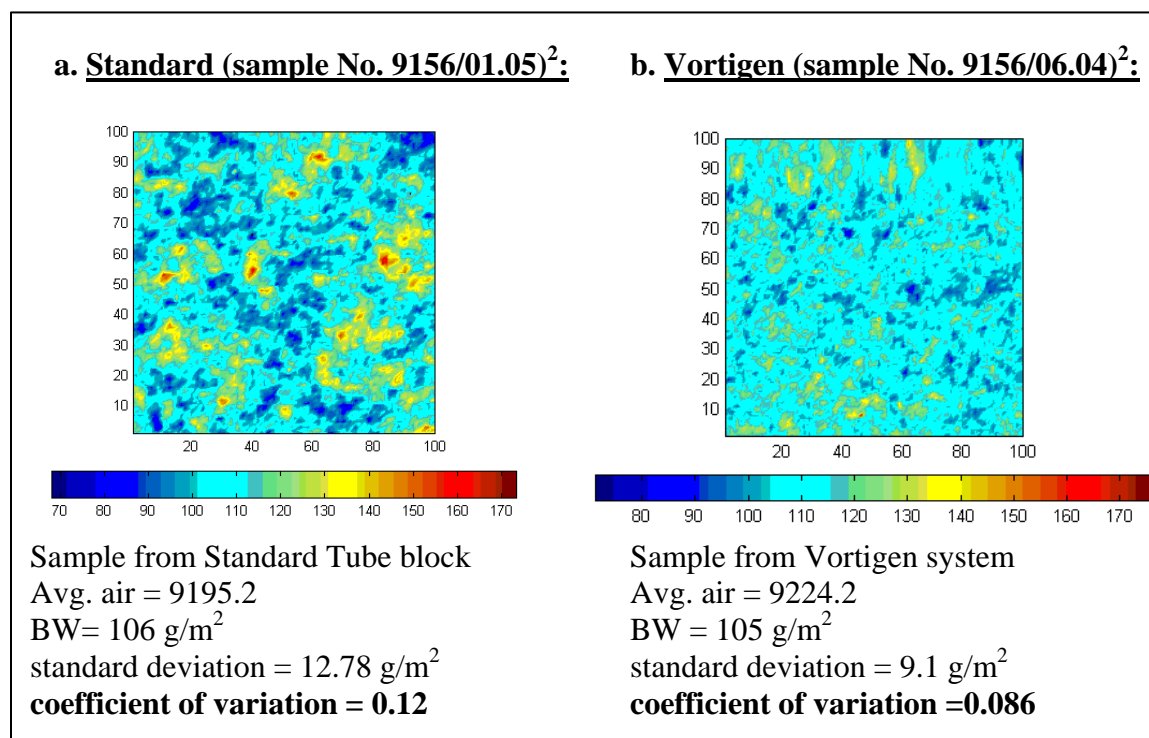 a. Standard (sample No. 9156/01.05)²:
100
90
80
70
60
50
40
30
20
10
20 40 60 80 100
70 80 90 100 110 120 130 140 150 160 170
Sample from Standard Tube block
Avg. air = 9195.2
BW= 106 g/m²
standard deviation = 12.78 g/m²
coefficient of variation = 0.12
b. Vortigen (sample No. 9156/06.04)²:
100
90
80
70
60
50
40
30
20
10
20 40 60 80 100
80 90 100 110 120 130 140 150 160 170
Sample from Vortigen system
Avg. air = 9224.2
BW = 105 g/m²
standard deviation = 9.1 g/m²
coefficient of variation =0.086